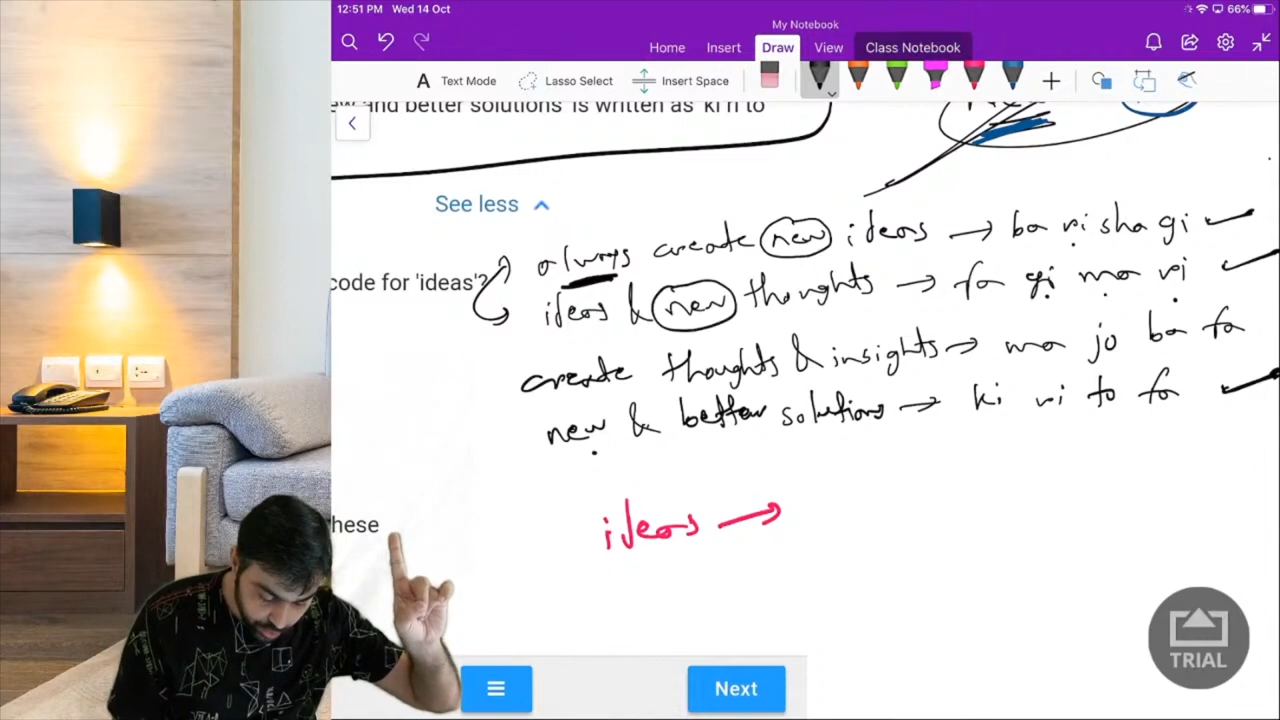 12:51 PM Wed 14 Oct
66%
My Notebook
Home Insert Draw View Class Notebook
A Text Mode Lasso Select Insert Space
ew and better solutions' is written as 'ki ri to
See less
always create new ideas → ba ri sha gi
code for 'ideas'?
ideas & new thoughts → fa gi ma ri
create thoughts & insights → ma jo ba fa
new & better solutions → ki ri to fa
ideas →
hese
TRIAL
Next